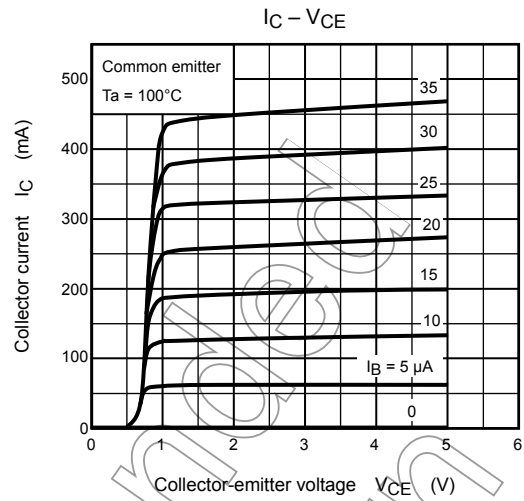 IC – VCE
Common emitter
Ta = 100°C
Collector current IC (mA)
500
400
300
200
100
0
35
30
25
20
15
10
IB = 5 μA
0
0 1 2 3 4 5 6
Collector-emitter voltage VCE (V)